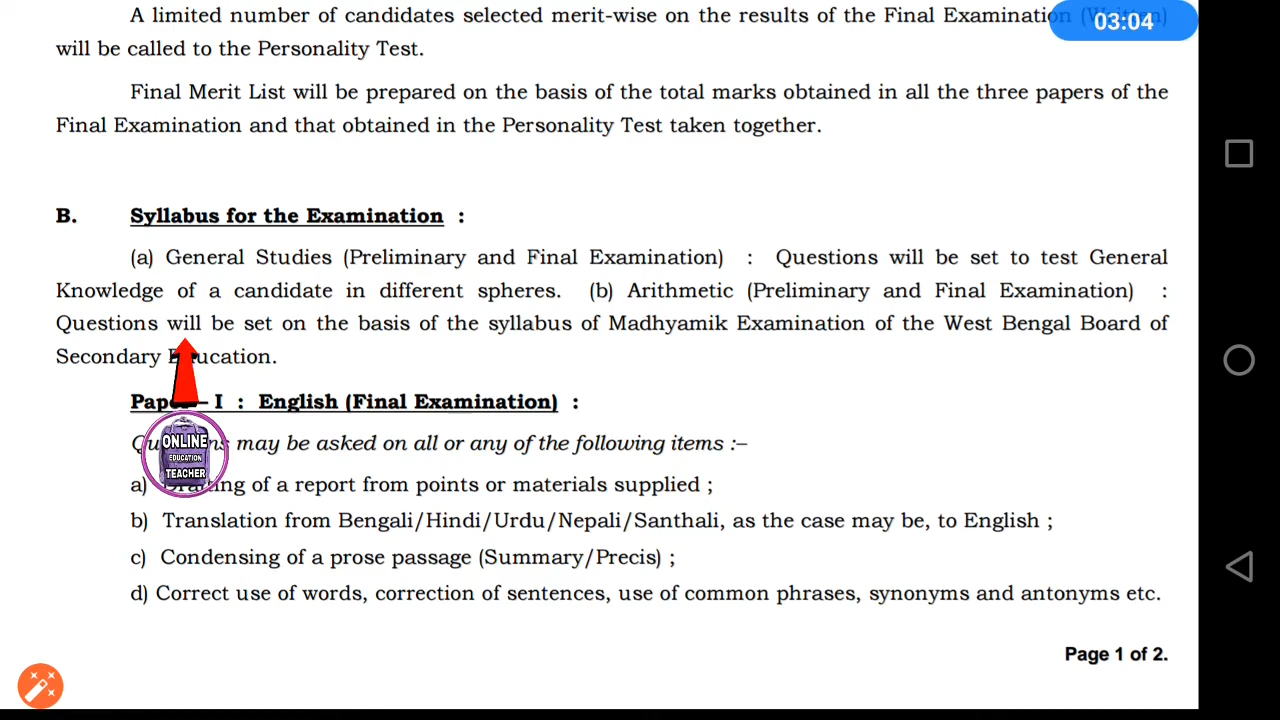 A limited number of candidates selected merit-wise on the results of the Final Examination (Written)
03:04
will be called to the Personality Test.
Final Merit List will be prepared on the basis of the total marks obtained in all the three papers of the
Final Examination and that obtained in the Personality Test taken together.
B. Syllabus for the Examination :
(a) General Studies (Preliminary and Final Examination) : Questions will be set to test General
Knowledge of a candidate in different spheres. (b) Arithmetic (Preliminary and Final Examination) :
Questions will be set on the basis of the syllabus of Madhyamik Examination of the West Bengal Board of
Secondary Education.
Paper – I : English (Final Examination) :
Questions may be asked on all or any of the following items :–
ONLINE
EDUCATION
TEACHER
a) Drafting of a report from points or materials supplied ;
b) Translation from Bengali/Hindi/Urdu/Nepali/Santhali, as the case may be, to English ;
c) Condensing of a prose passage (Summary/Precis) ;
d) Correct use of words, correction of sentences, use of common phrases, synonyms and antonyms etc.
Page 1 of 2.